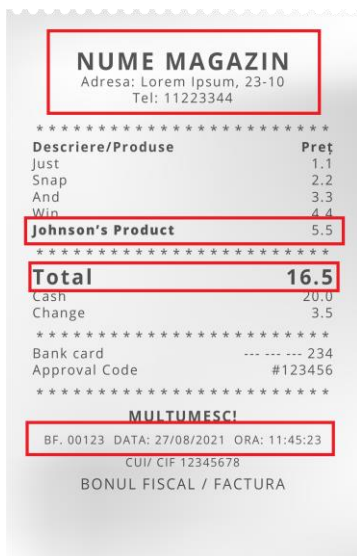 NUME MAGAZIN
Adresa: Lorem Ipsum, 23-10
Tel: 11223344
* * * * * * * * * * * * * * * * * * * * * * * *
Descriere/Produse Preț
Just 1.1
Snap 2.2
And 3.3
Win 4.4
Johnson's Product 5.5
* * * * * * * * * * * * * * * * * * * * * * * *
Total 16.5
Cash 20.0
Change 3.5
* * * * * * * * * * * * * * * * * * * * * * * *
Bank card --- --- --- 234
Approval Code #123456
* * * * * * * * * * * * * * * * * * * * * * * *
MULTUMESC!
BF. 00123 DATA: 27/08/2021 ORA: 11:45:23
CUI/ CIF 12345678
BONUL FISCAL / FACTURA